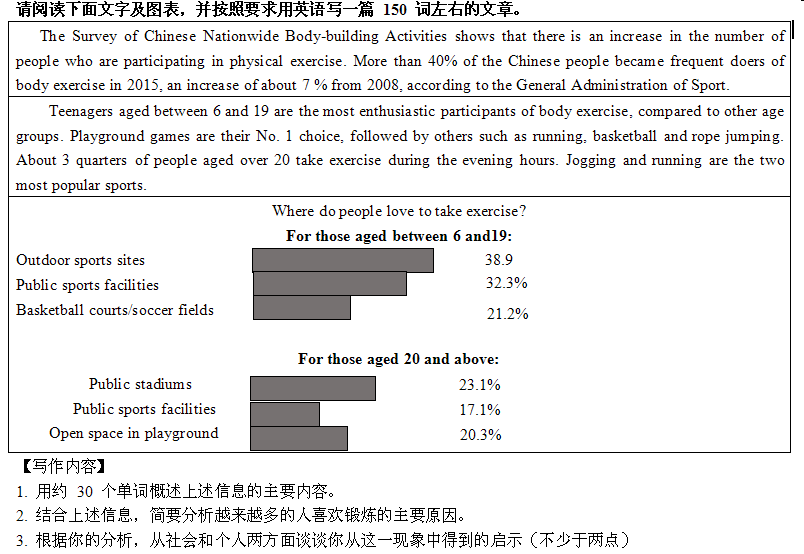 请阅读下面文字及图表，并按照要求用英语写一篇 150 词左右的文章。
The Survey of Chinese Nationwide Body-building Activities shows that there is an increase in the number of
people who are participating in physical exercise. More than 40% of the Chinese people became frequent doers of
body exercise in 2015, an increase of about 7 % from 2008, according to the General Administration of Sport.
Teenagers aged between 6 and 19 are the most enthusiastic participants of body exercise, compared to other age
groups. Playground games are their No. 1 choice, followed by others such as running, basketball and rope jumping.
About 3 quarters of people aged over 20 take exercise during the evening hours. Jogging and running are the two
most popular sports.
Where do people love to take exercise?
For those aged between 6 and19:
Outdoor sports sites 38.9
Public sports facilities 32.3%
Basketball courts/soccer fields 21.2%
For those aged 20 and above:
Public stadiums 23.1%
Public sports facilities 17.1%
Open space in playground 20.3%
【写作内容】
1. 用约 30 个单词概述上述信息的主要内容。
2. 结合上述信息，简要分析越来越多的人喜欢锻炼的主要原因。
3. 根据你的分析，从社会和个人两方面谈谈你从这一现象中得到的启示（不少于两点）